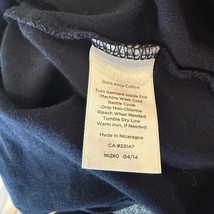 100% Pima Cotton
Turn Garment Inside Out
Machine Wash Cold
Gentle Cycle
Only Non-Chlorine
Bleach When Needed
Tumble Dry Low
Warm Iron, If Needed
Made in Nicaragua
CA #23147
NI280 04/14